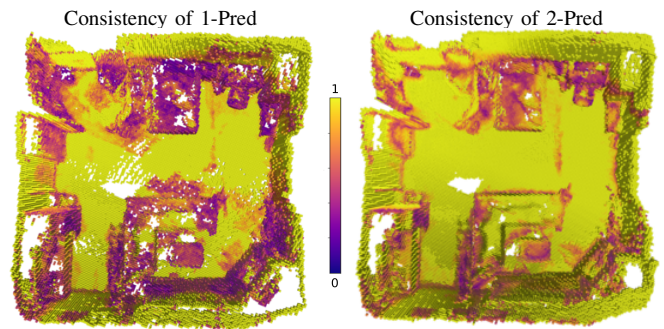 Consistency of 1-Pred
Consistency of 2-Pred
1
0